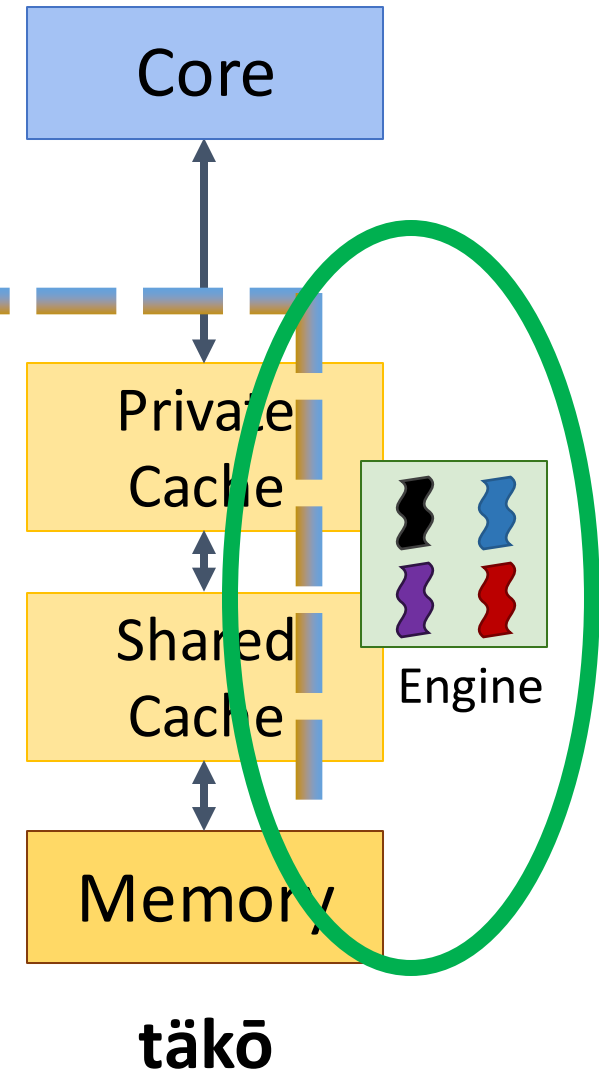 Core
Private
Cache
Shared
Cache
Engine
Memory
täkō